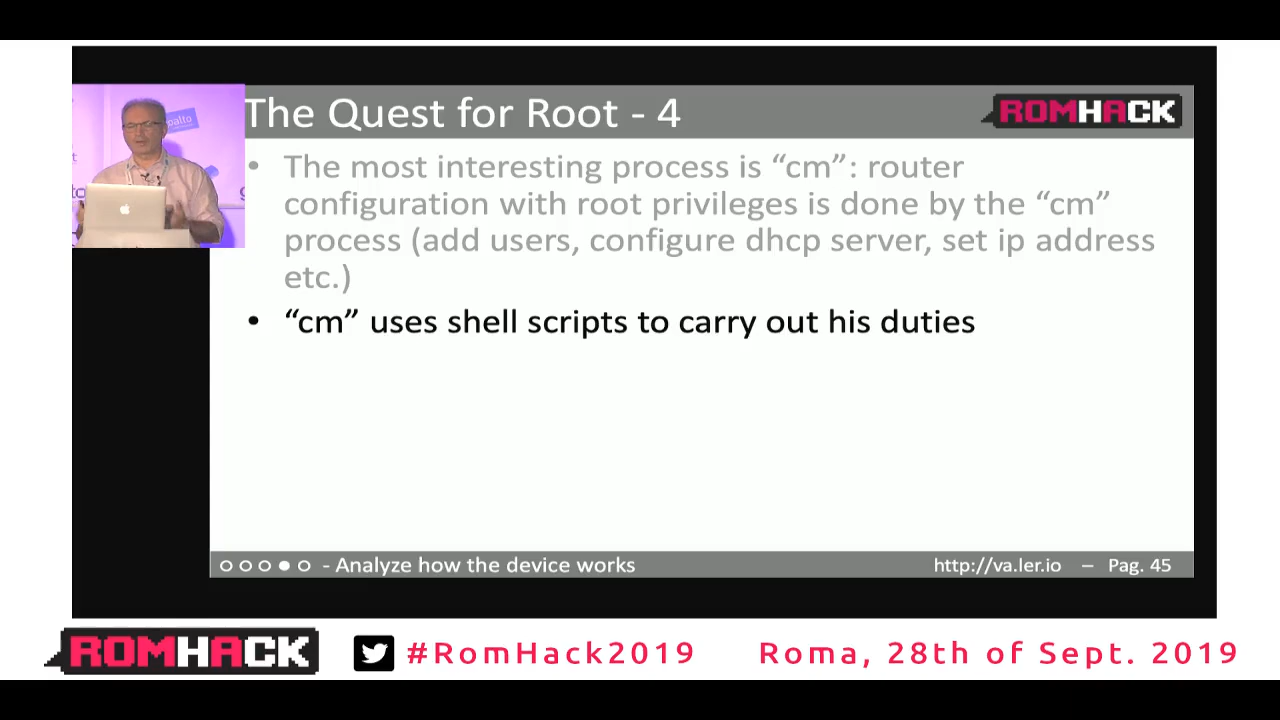 The Quest for Root - 4
ROMHACK
• The most interesting process is “cm”: router
configuration with root privileges is done by the “cm”
process (add users, configure dhcp server, set ip address
etc.)
• “cm” uses shell scripts to carry out his duties
- Analyze how the device works
http://va.ler.io – Pag. 45
ROMHACK
#RomHack2019
Roma, 28th of Sept. 2019